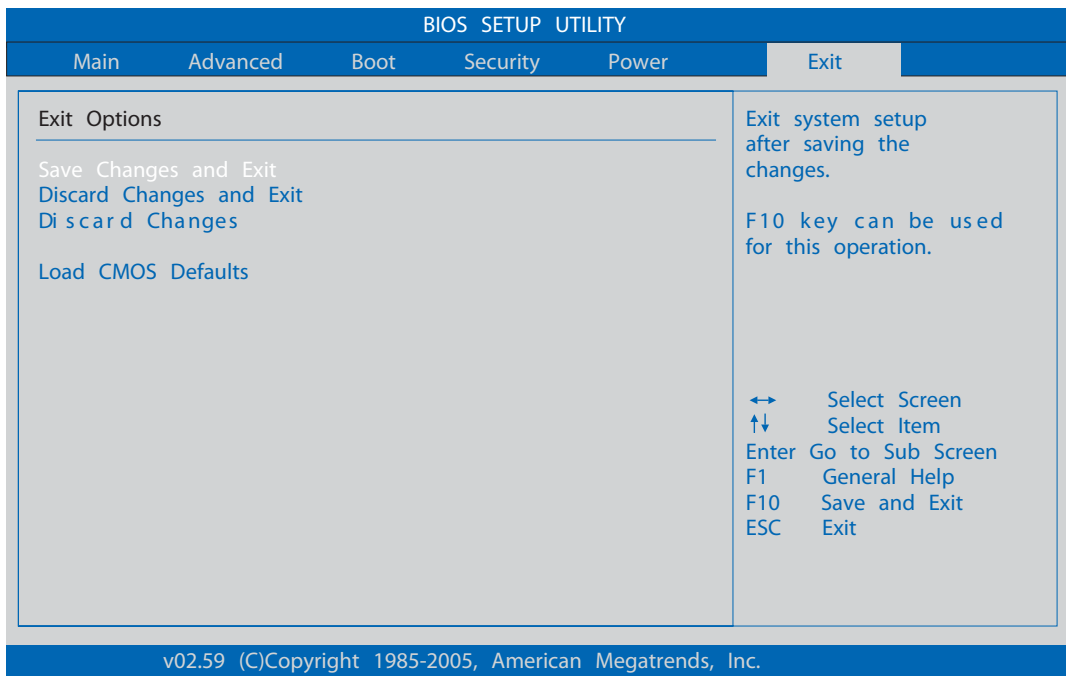 BIOS SETUP UTILITY
Main Advanced Boot Security Power Exit
Exit Options
Save Changes and Exit
Discard Changes and Exit
Discard Changes
Load CMOS Defaults
Exit system setup
after saving the
changes.
F10 key can be used
for this operation.
↔ Select Screen
↑↓ Select Item
Enter Go to Sub Screen
F1 General Help
F10 Save and Exit
ESC Exit
v02.59 (C)Copyright 1985-2005, American Megatrends, Inc.